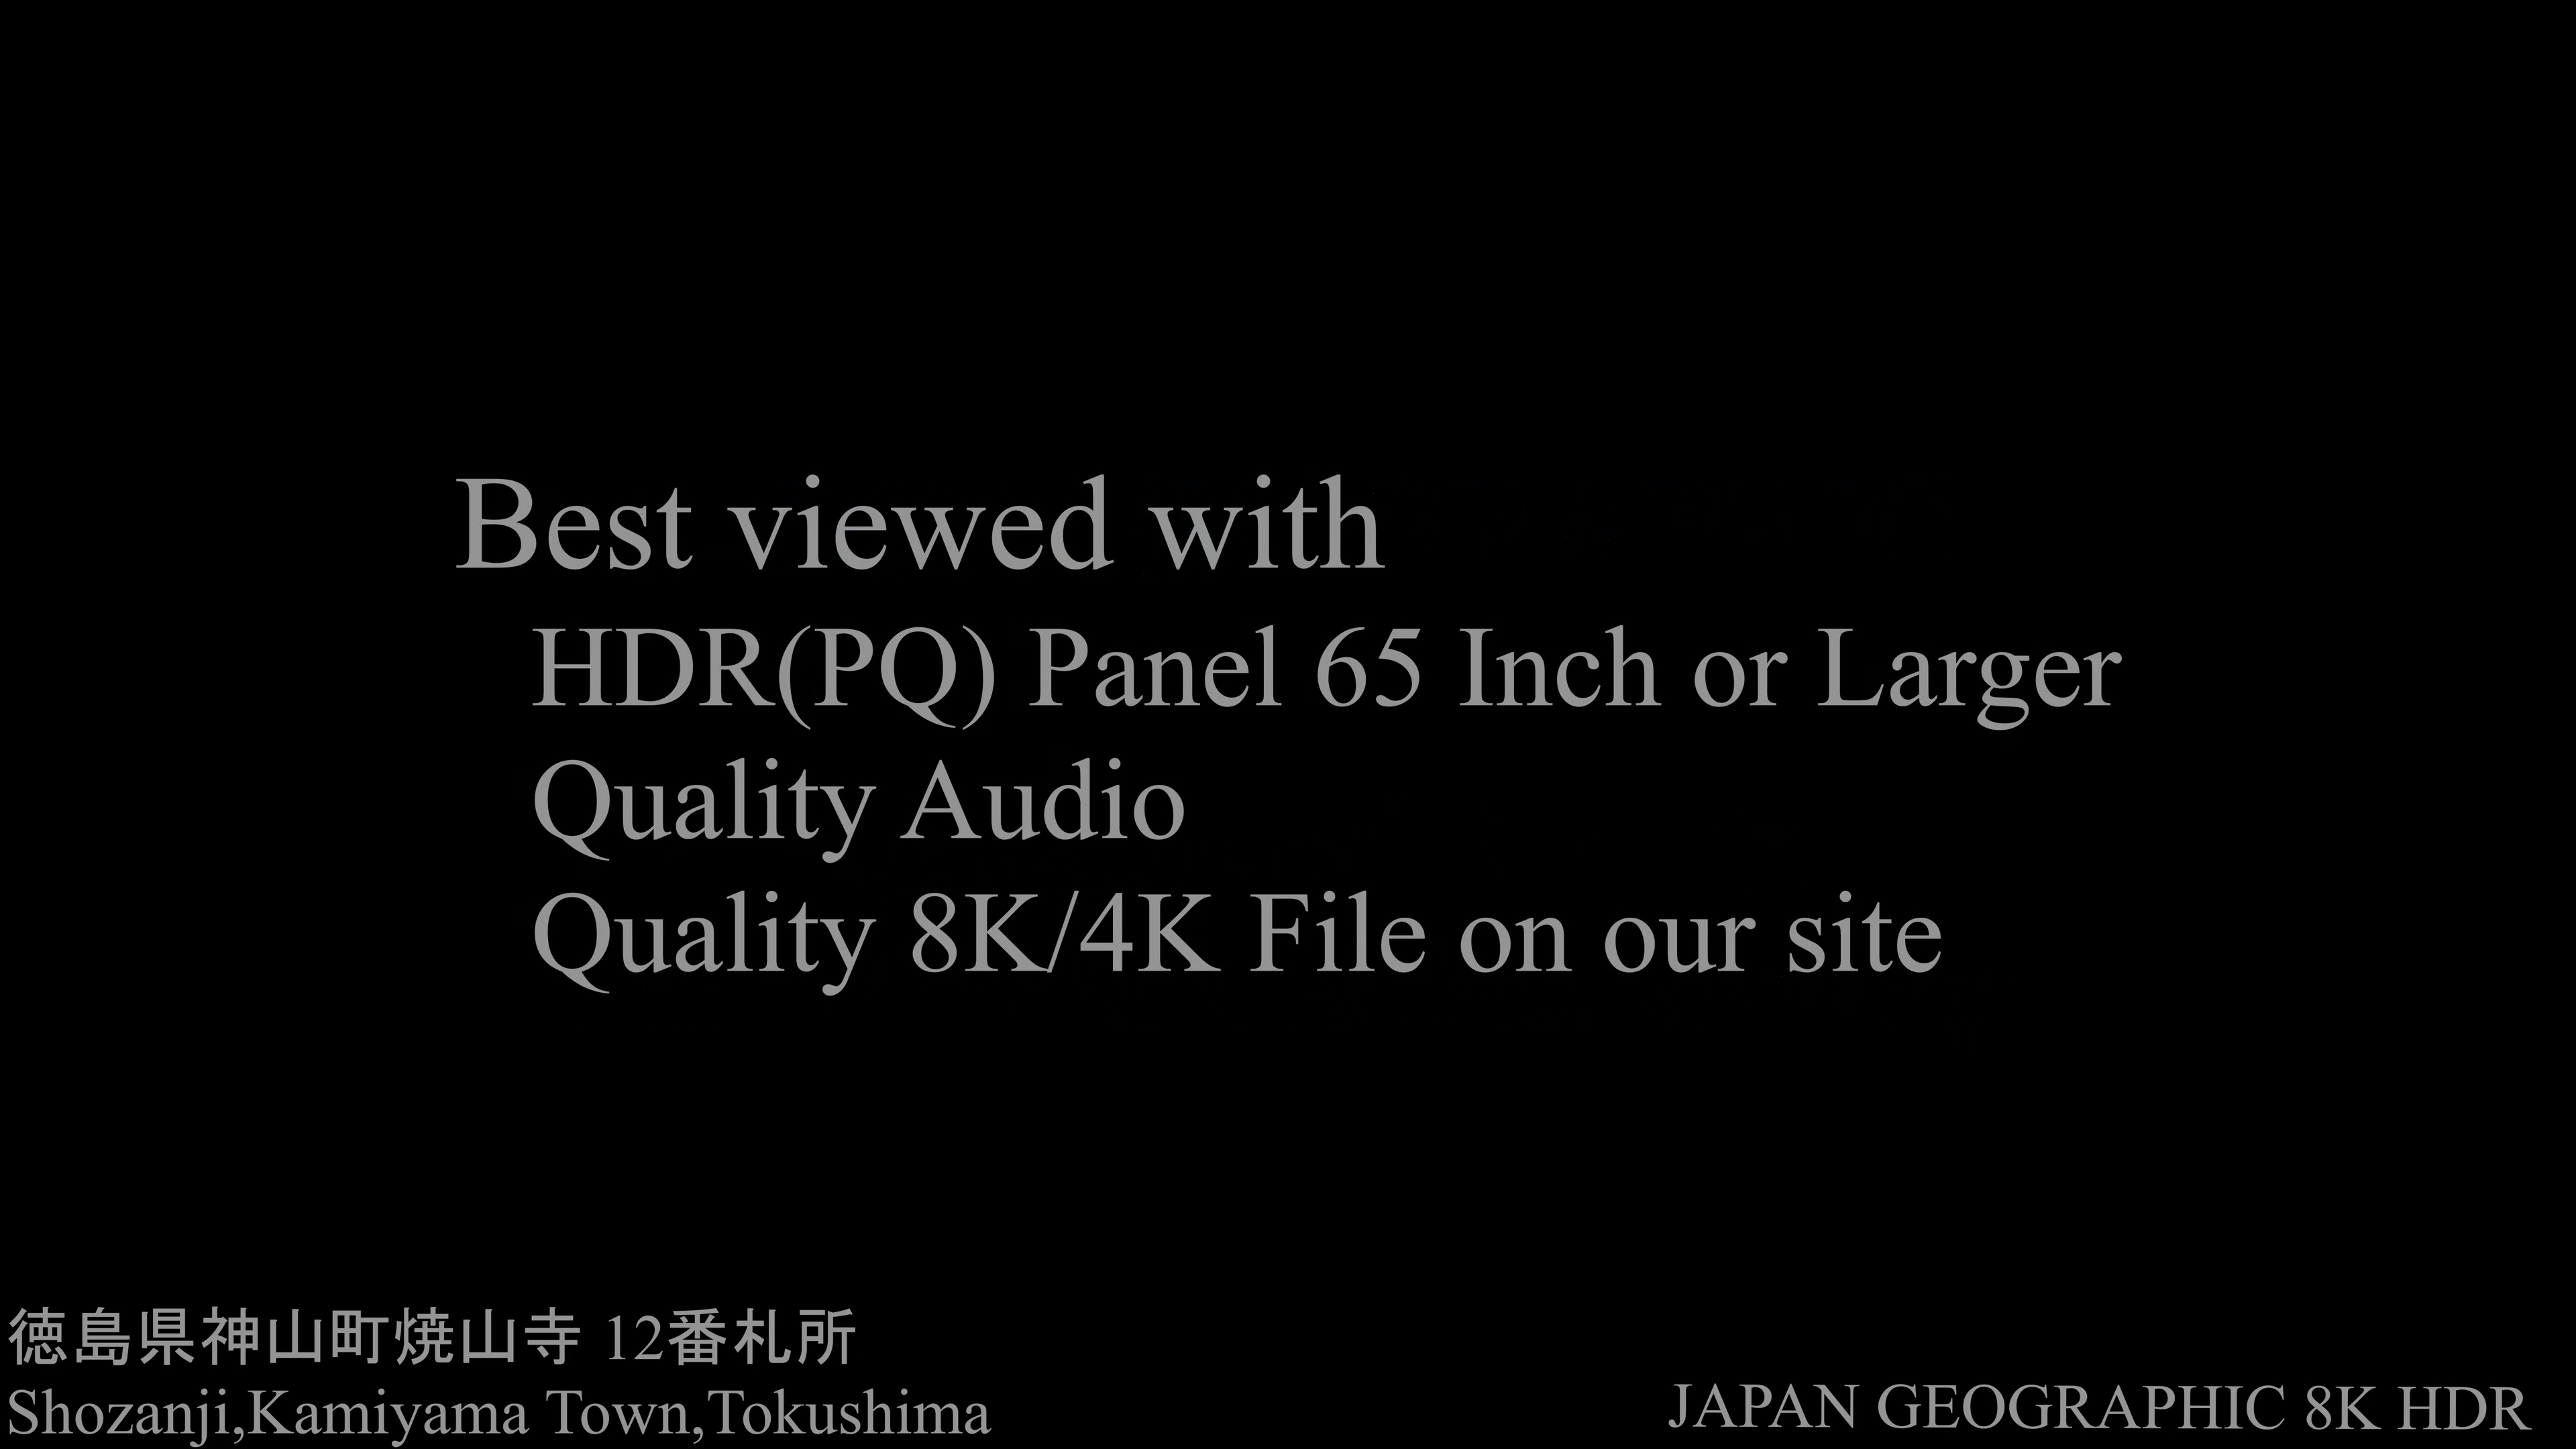 Best viewed with
HDR(PQ) Panel 65 Inch or Larger
Quality Audio
Quality 8K/4K File on our site
徳島県神山町焼山寺 12番札所
Shozanji,Kamiyama Town,Tokushima
JAPAN GEOGRAPHIC 8K HDR